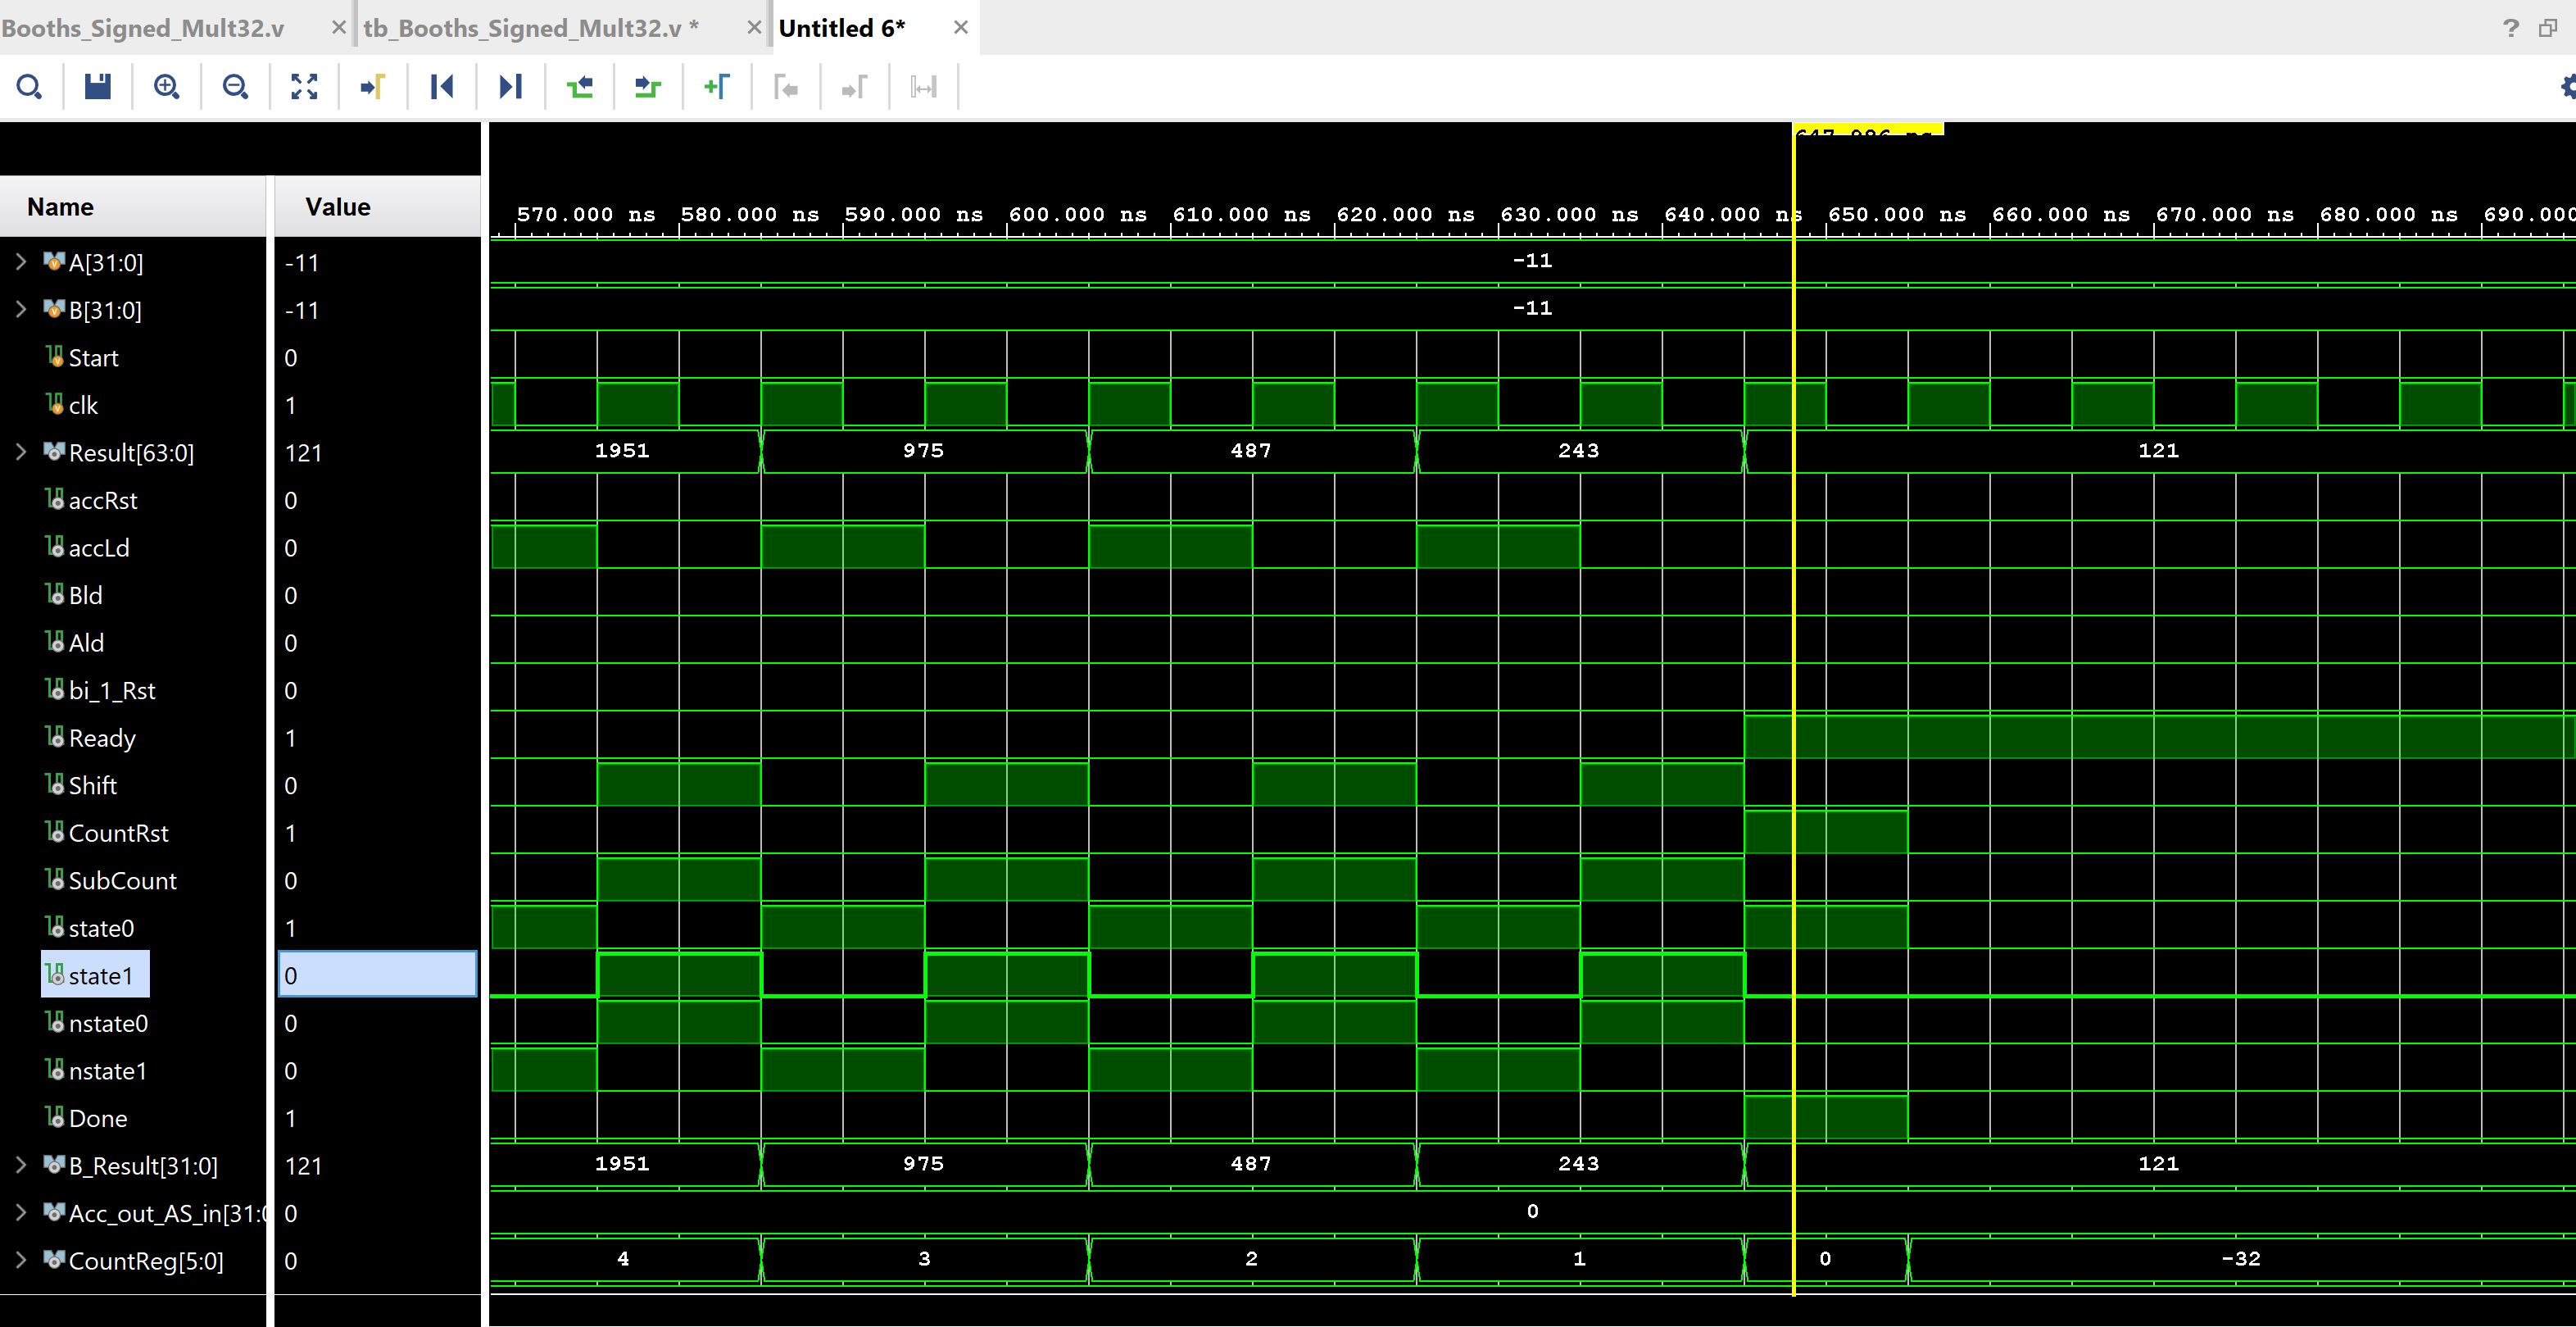 Booths_Signed_Mult32.v
tb_Booths_Signed_Mult32.v *
Untitled 6*
?
Name Value
570.000 ns 580.000 ns 590.000 ns 600.000 ns 610.000 ns 620.000 ns 630.000 ns 640.000 ns 650.000 ns 660.000 ns 670.000 ns 680.000 ns 690.000
A[31:0] -11 -11
B[31:0] -11 -11
Start 0
clk 1
Result[63:0] 121 1951 975 487 243 121
accRst 0
accLd 0
Bld 0
Ald 0
bi_1_Rst 0
Ready 1
Shift 0
CountRst 1
SubCount 0
state0 1
state1 0
nstate0 0
nstate1 0
Done 1
B_Result[31:0] 121 1951 975 487 243 121
Acc_out_AS_in[31:0 0 0
CountReg[5:0] 0 4 3 2 1 0 -32